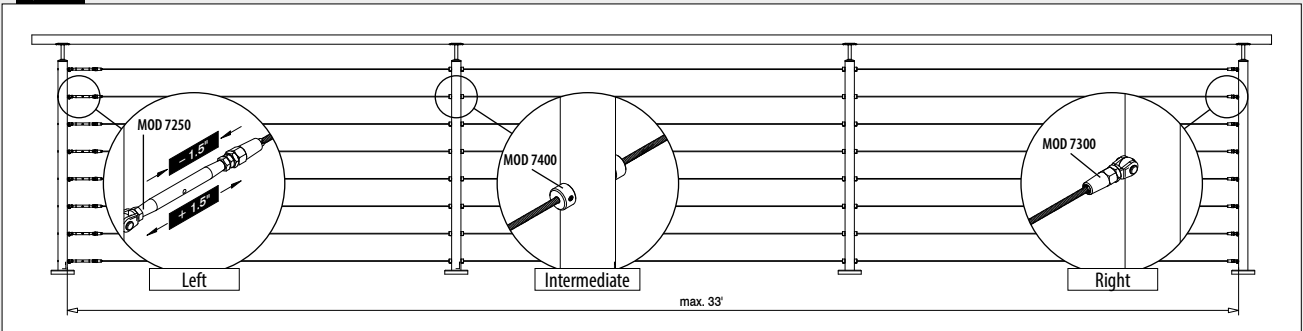 MOD 7250
– 1.5"
+ 1.5"
Left
MOD 7400
Intermediate
MOD 7300
Right
max. 33'